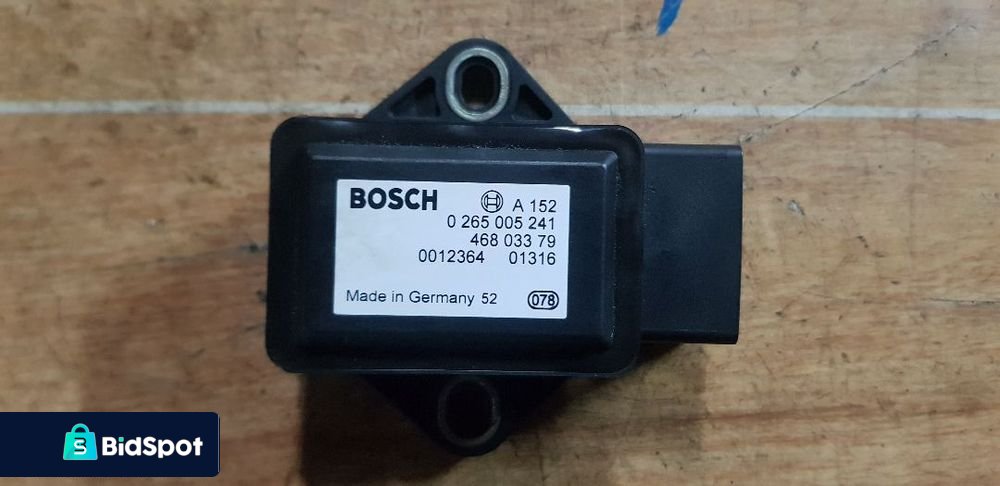 BOSCH A 152
0 265 005 241
468 033 79
0012364 01316
Made in Germany 52 078
BidSpot